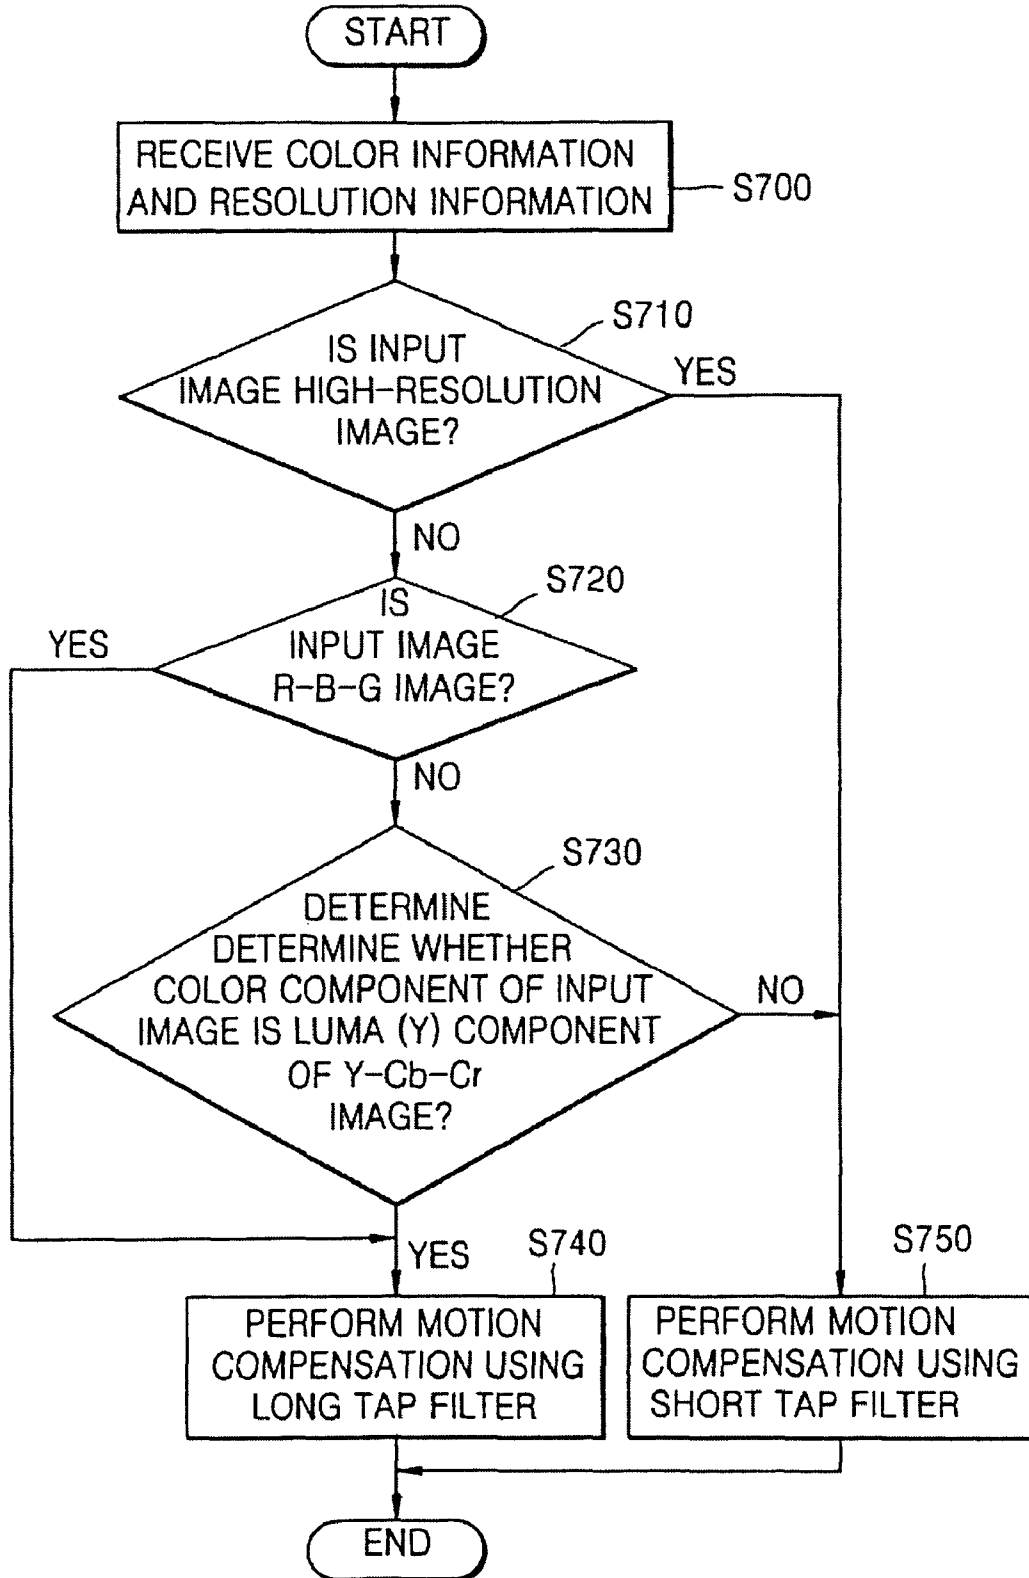 START
RECEIVE COLOR INFORMATION
AND RESOLUTION INFORMATION
S700
S710
IS INPUT
IMAGE HIGH-RESOLUTION
IMAGE?
YES
NO
S720
IS
INPUT IMAGE
R-B-G IMAGE?
YES
NO
S730
DETERMINE
DETERMINE WHETHER
COLOR COMPONENT OF INPUT
IMAGE IS LUMA (Y) COMPONENT
OF Y-Cb-Cr
IMAGE?
NO
YES
S740
PERFORM MOTION
COMPENSATION USING
LONG TAP FILTER
S750
PERFORM MOTION
COMPENSATION USING
SHORT TAP FILTER
END